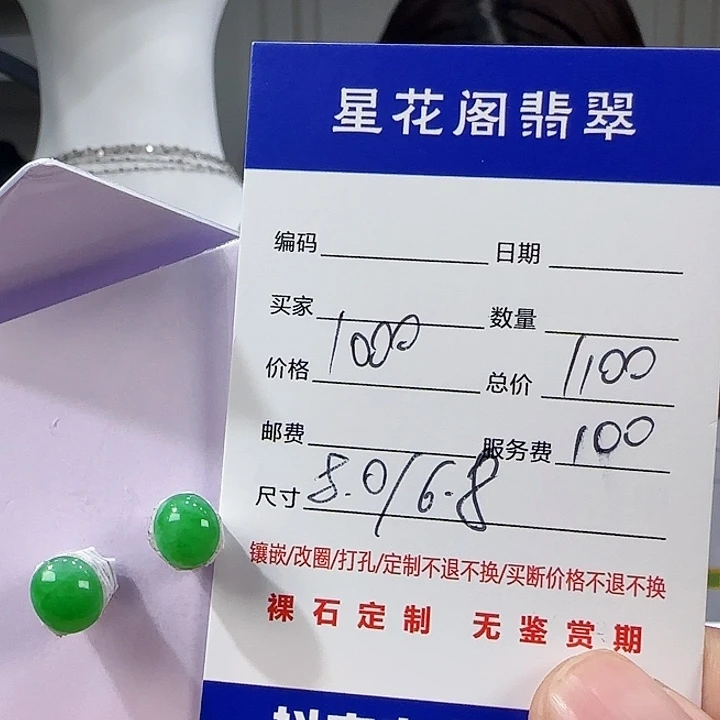 星花阁翡翠
编码 日期
买家 数量
价格 1000 总价 1100
邮费 服务费 100
尺寸 8.0/6.8
镶嵌/改圈/打孔/定制不退不换/买断价格不退不换
裸石定制 无鉴赏期